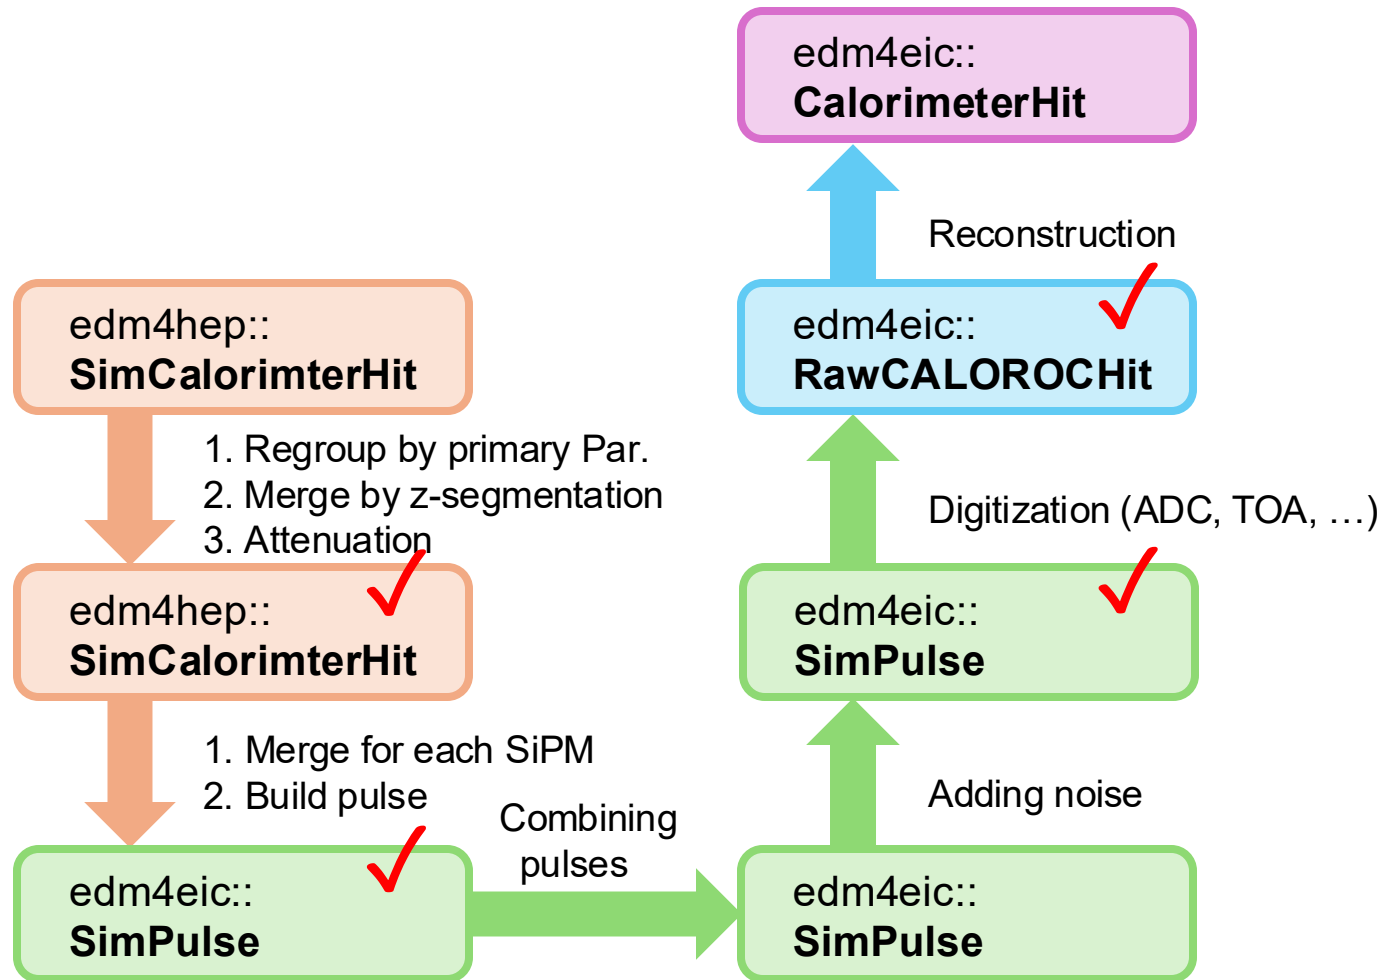 edm4hep::
SimCalorimterHit
1. Regroup by primary Par.
2. Merge by z-segmentation
3. Attenuation
edm4hep::
SimCalorimterHit
1. Merge for each SiPM
2. Build pulse
edm4eic::
SimPulse
Combining
pulses
edm4eic::
SimPulse
Adding noise
edm4eic::
SimPulse
Digitization (ADC, TOA, …)
edm4eic::
RawCALOROCHit
Reconstruction
edm4eic::
CalorimeterHit